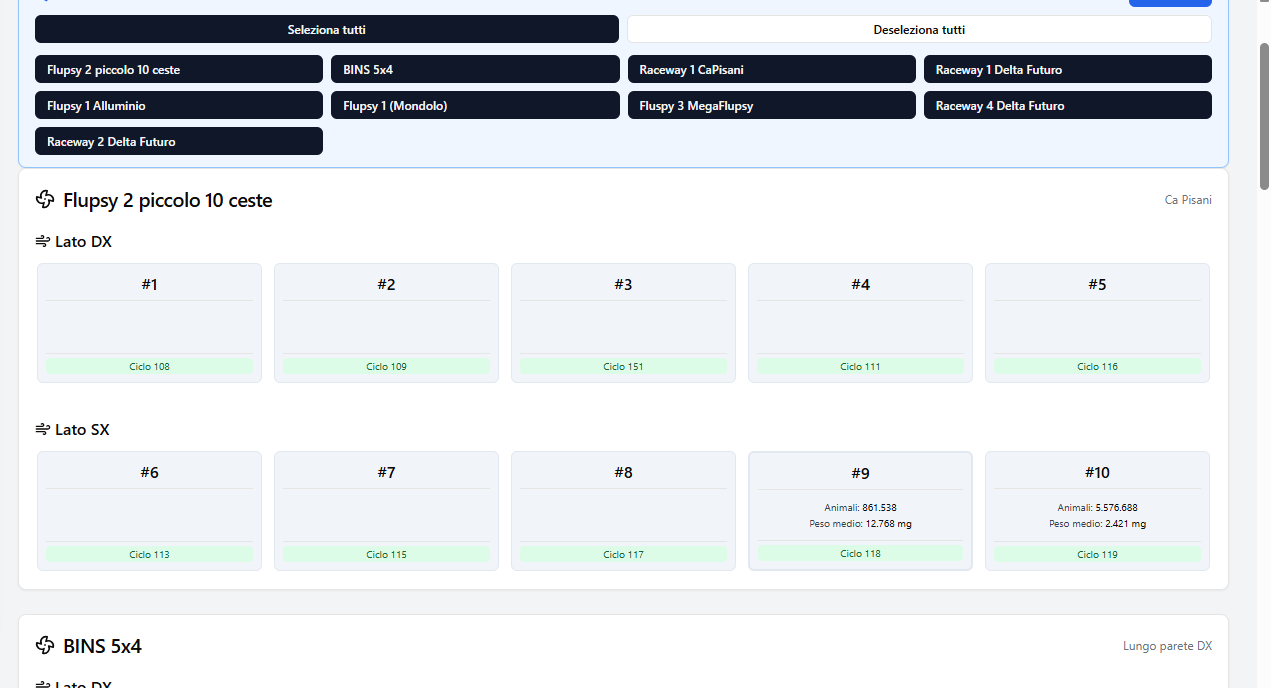 Seleziona tutti
Deseleziona tutti
Flupsy 2 piccolo 10 ceste
BINS 5x4
Raceway 1 CaPisani
Raceway 1 Delta Futuro
Flupsy 1 Alluminio
Flupsy 1 (Mondolo)
Fluspy 3 MegaFlupsy
Raceway 4 Delta Futuro
Raceway 2 Delta Futuro
Flupsy 2 piccolo 10 ceste
Ca Pisani
Lato DX
#1
#2
#3
#4
#5
Ciclo 108
Ciclo 109
Ciclo 151
Ciclo 111
Ciclo 116
Lato SX
#6
#7
#8
#9
#10
Animali: 861.538
Peso medio: 12.768 mg
Animali: 5.576.688
Peso medio: 2.421 mg
Ciclo 113
Ciclo 115
Ciclo 117
Ciclo 118
Ciclo 119
BINS 5x4
Lungo parete DX
Lato DX